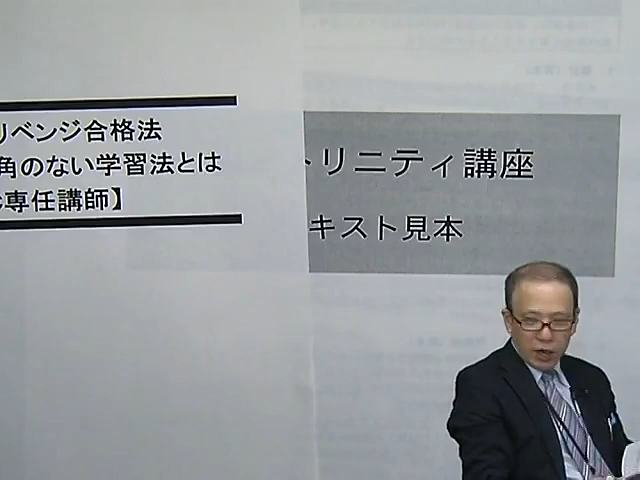 リベンジ合格法
角のない学習法とは
専任講師】
トリニティ講座
キスト見本